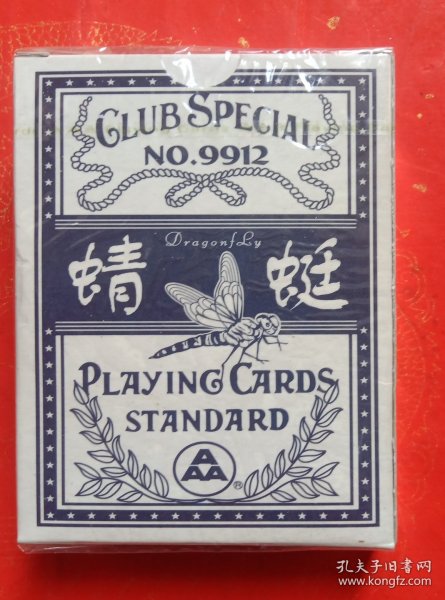 CLUB SPECIAL
NO.9912
DragonfLy
蜻 蜓
PLAYING CARDS
STANDARD
A
AA
®
孔夫子旧书网
www.kongfz.com